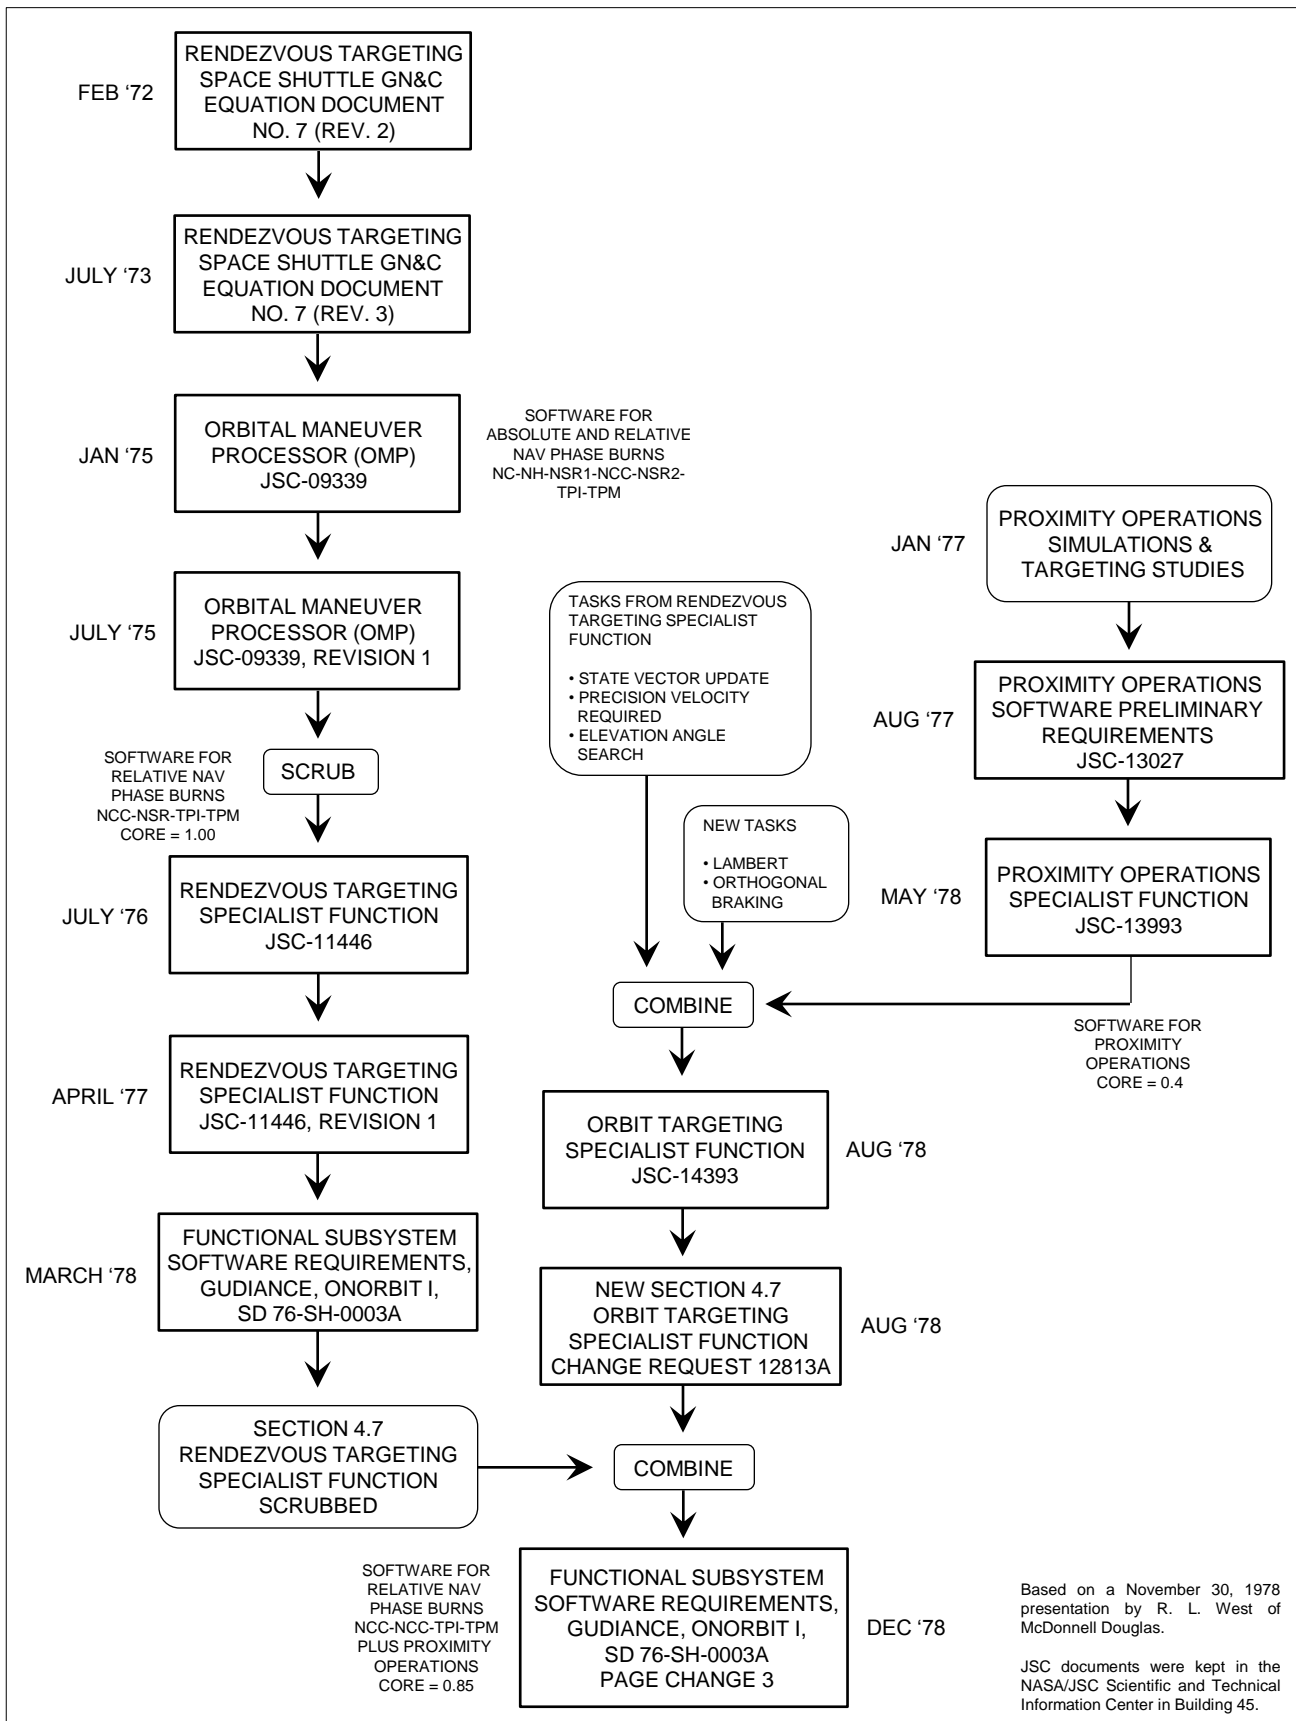 FEB ‘72
RENDEZVOUS TARGETING
SPACE SHUTTLE GN&C
EQUATION DOCUMENT
NO. 7 (REV. 2)
JULY ‘73
RENDEZVOUS TARGETING
SPACE SHUTTLE GN&C
EQUATION DOCUMENT
NO. 7 (REV. 3)
JAN ‘75
ORBITAL MANEUVER
PROCESSOR (OMP)
JSC-09339
SOFTWARE FOR
ABSOLUTE AND RELATIVE
NAV PHASE BURNS
NC-NH-NSR1-NCC-NSR2-
TPI-TPM
JULY ‘75
ORBITAL MANEUVER
PROCESSOR (OMP)
JSC-09339, REVISION 1
SCRUB
SOFTWARE FOR
RELATIVE NAV
PHASE BURNS
NCC-NSR-TPI-TPM
CORE = 1.00
JULY ‘76
RENDEZVOUS TARGETING
SPECIALIST FUNCTION
JSC-11446
APRIL ‘77
RENDEZVOUS TARGETING
SPECIALIST FUNCTION
JSC-11446, REVISION 1
MARCH ‘78
FUNCTIONAL SUBSYSTEM
SOFTWARE REQUIREMENTS,
GUDIANCE, ONORBIT I,
SD 76-SH-0003A
SECTION 4.7
RENDEZVOUS TARGETING
SPECIALIST FUNCTION
SCRUBBED
TASKS FROM RENDEZVOUS
TARGETING SPECIALIST
FUNCTION
• STATE VECTOR UPDATE
• PRECISION VELOCITY
REQUIRED
• ELEVATION ANGLE
SEARCH
NEW TASKS
• LAMBERT
• ORTHOGONAL
BRAKING
JAN ‘77
PROXIMITY OPERATIONS
SIMULATIONS &
TARGETING STUDIES
AUG ‘77
PROXIMITY OPERATIONS
SOFTWARE PRELIMINARY
REQUIREMENTS
JSC-13027
MAY ‘78
PROXIMITY OPERATIONS
SPECIALIST FUNCTION
JSC-13993
SOFTWARE FOR
PROXIMITY
OPERATIONS
CORE = 0.4
COMBINE
ORBIT TARGETING
SPECIALIST FUNCTION
JSC-14393
AUG ‘78
NEW SECTION 4.7
ORBIT TARGETING
SPECIALIST FUNCTION
CHANGE REQUEST 12813A
AUG ‘78
COMBINE
SOFTWARE FOR
RELATIVE NAV
PHASE BURNS
NCC-NCC-TPI-TPM
PLUS PROXIMITY
OPERATIONS
CORE = 0.85
FUNCTIONAL SUBSYSTEM
SOFTWARE REQUIREMENTS,
GUDIANCE, ONORBIT I,
SD 76-SH-0003A
PAGE CHANGE 3
DEC ‘78
Based on a November 30, 1978
presentation by R. L. West of
McDonnell Douglas.
JSC documents were kept in the
NASA/JSC Scientific and Technical
Information Center in Building 45.